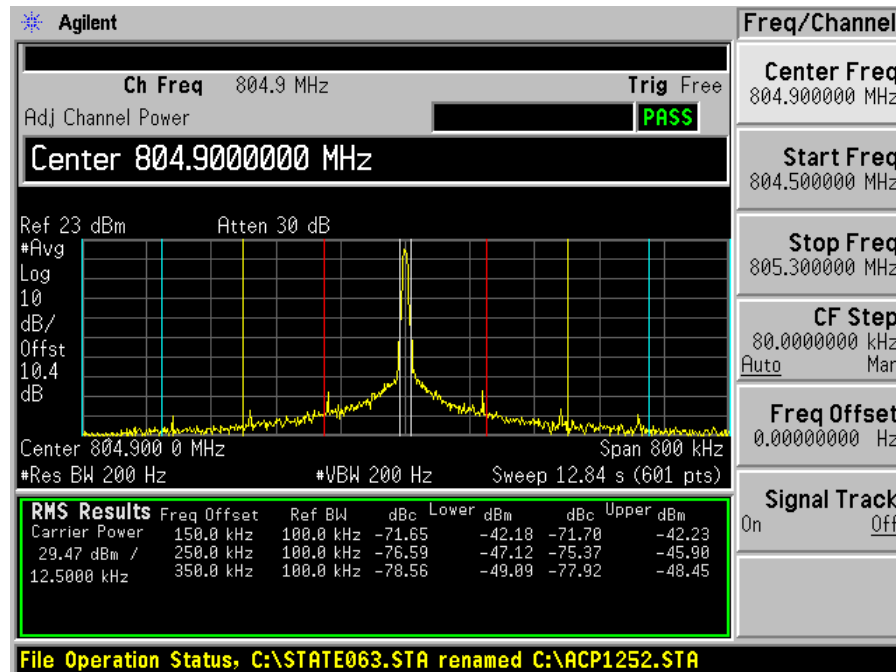 Agilent
Ch Freq 804.9 MHz Trig Free
Adj Channel Power PASS
Center 804.9000000 MHz
Ref 23 dBm Atten 30 dB
#Avg
Log
10
dB/
Offst
10.4
dB
Center 804.900 0 MHz Span 800 kHz
#Res BW 200 Hz #VBW 200 Hz Sweep 12.84 s (601 pts)
RMS Results Freq Offset Ref BW dBc Lower dBm dBc Upper dBm
Carrier Power 150.0 kHz 100.0 kHz -71.65 -42.18 -71.70 -42.23
29.47 dBm / 250.0 kHz 100.0 kHz -76.59 -47.12 -75.37 -45.90
12.5000 kHz 350.0 kHz 100.0 kHz -78.56 -49.09 -77.92 -48.45
File Operation Status, C:\STATE063.STA renamed C:\ACP1252.STA
Freq/Channel
Center Freq
804.900000 MHz
Start Freq
804.500000 MHz
Stop Freq
805.300000 MHz
CF Step
80.0000000 kHz
Auto Man
Freq Offset
0.00000000 Hz
Signal Track
On Off